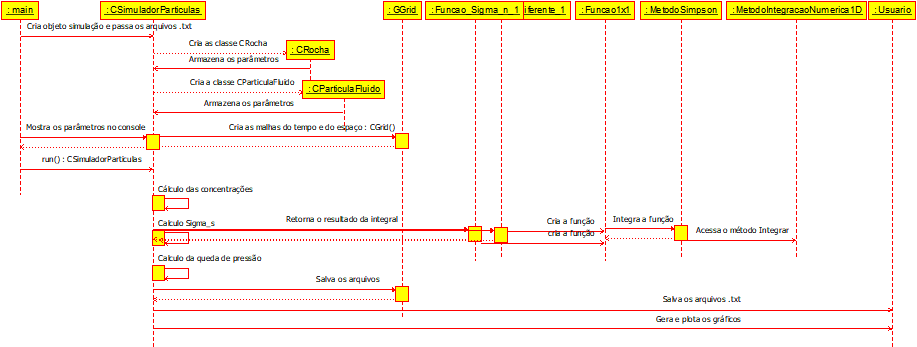 : main
: CSimuladorParticulas
: GGrid
: Funcao_Sigma_n_1
iferente_1
: Funcao1x1
: MetodoSimpson
: MetodoIntegracaoNumerica1D
: Usuario
Cria objeto simulação e passa os arquivos .txt
Cria as classe CRocha
: CRocha
Armazena os parâmetros
Cria a classe CParticulaFluido
: CParticulaFluido
Armazena os parâmetros
Mostra os parâmetros no console
Cria as malhas do tempo e do espaço : CGrid()
run() : CSimuladorParticulas
Cálculo das concentrações
Calculo Sigma_s
Retorna o resultado da integral
Cria a função
Integra a função
cria a função
Acessa o método Integrar
Calculo da queda de pressão
Salva os arquivos
Salva os arquivos .txt
Gera e plota os gráficos